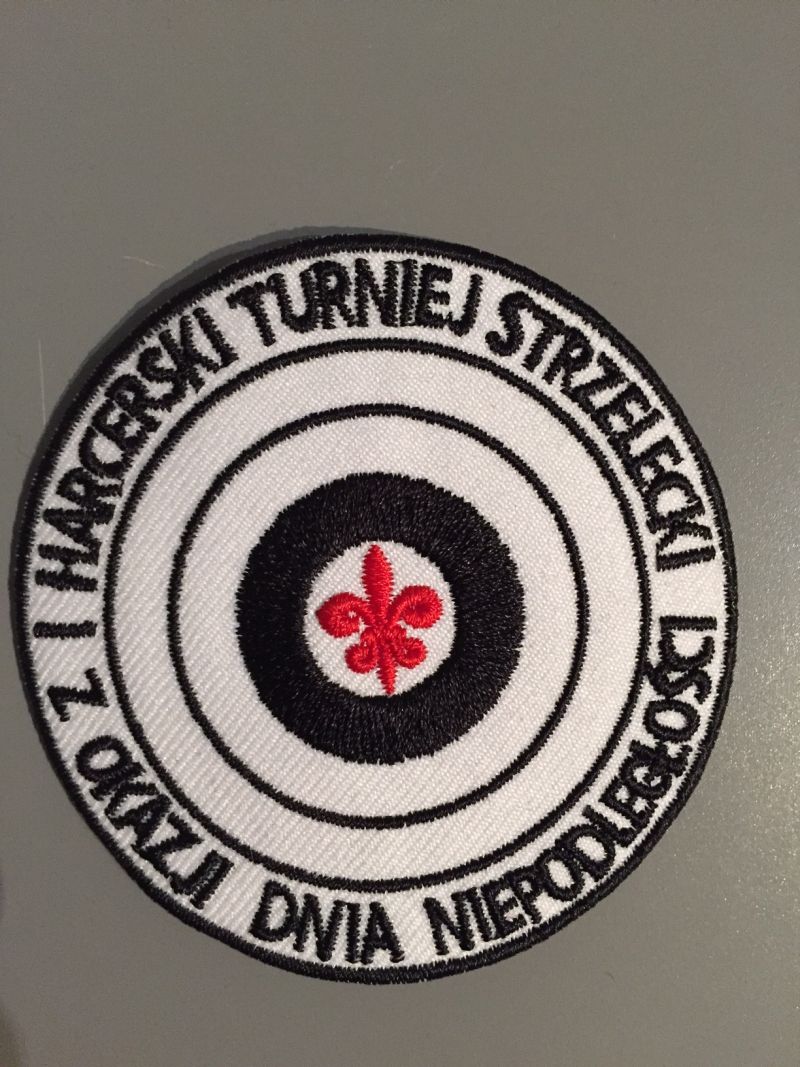 I HARCERSKI TURNIEJ STRZELECKI
Z OKAZJI DNIA NIEPODLEGŁOŚCI